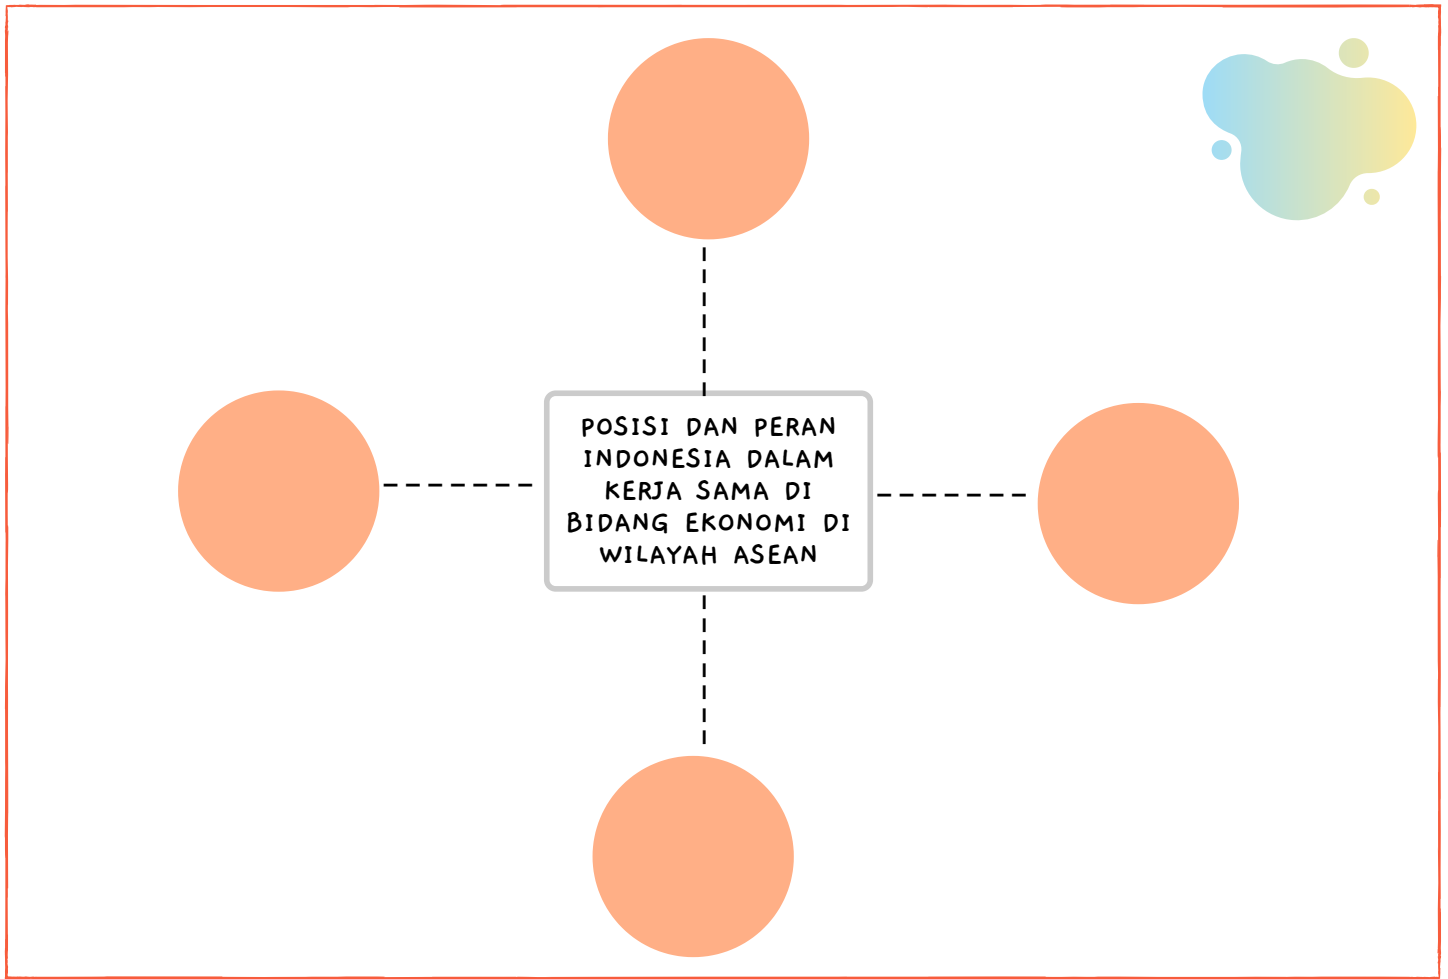 POSISI DAN PERAN
INDONESIA DALAM
KERJA SAMA DI
BIDANG EKONOMI DI
WILAYAH ASEAN